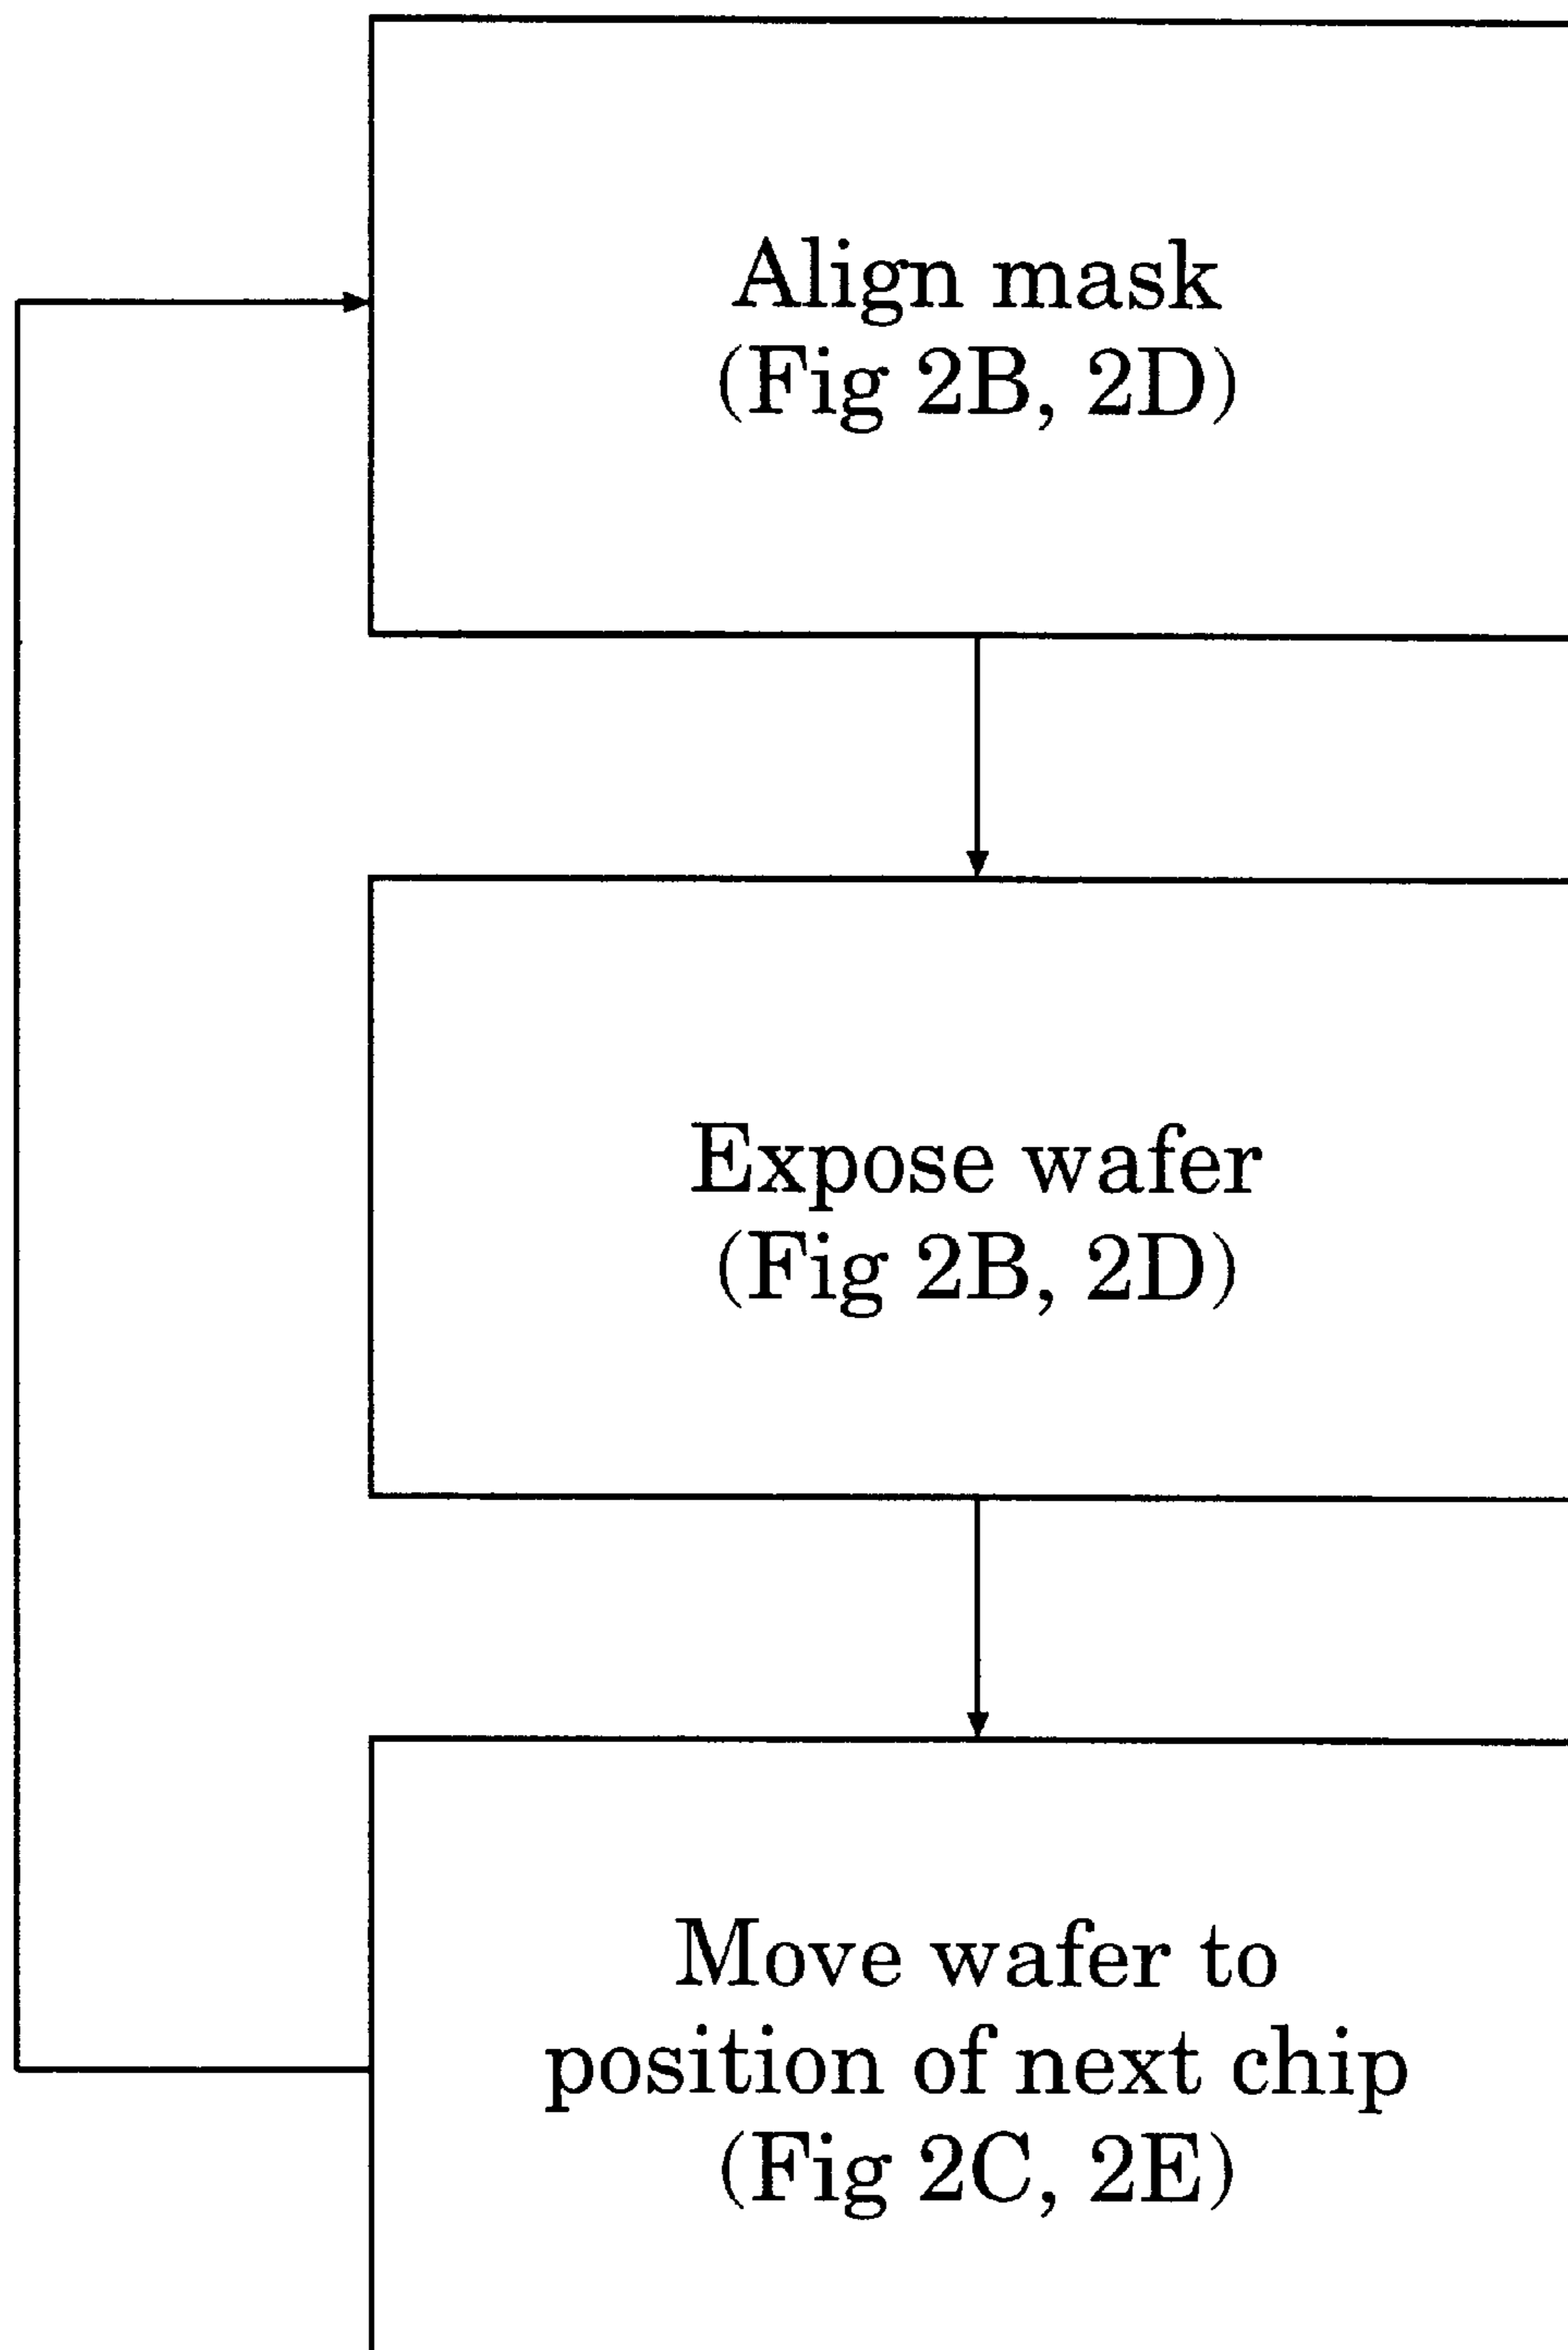 Align mask
(Fig 2B, 2D)
Expose wafer
(Fig 2B, 2D)
Move wafer to
position of next chip
(Fig 2C, 2E)